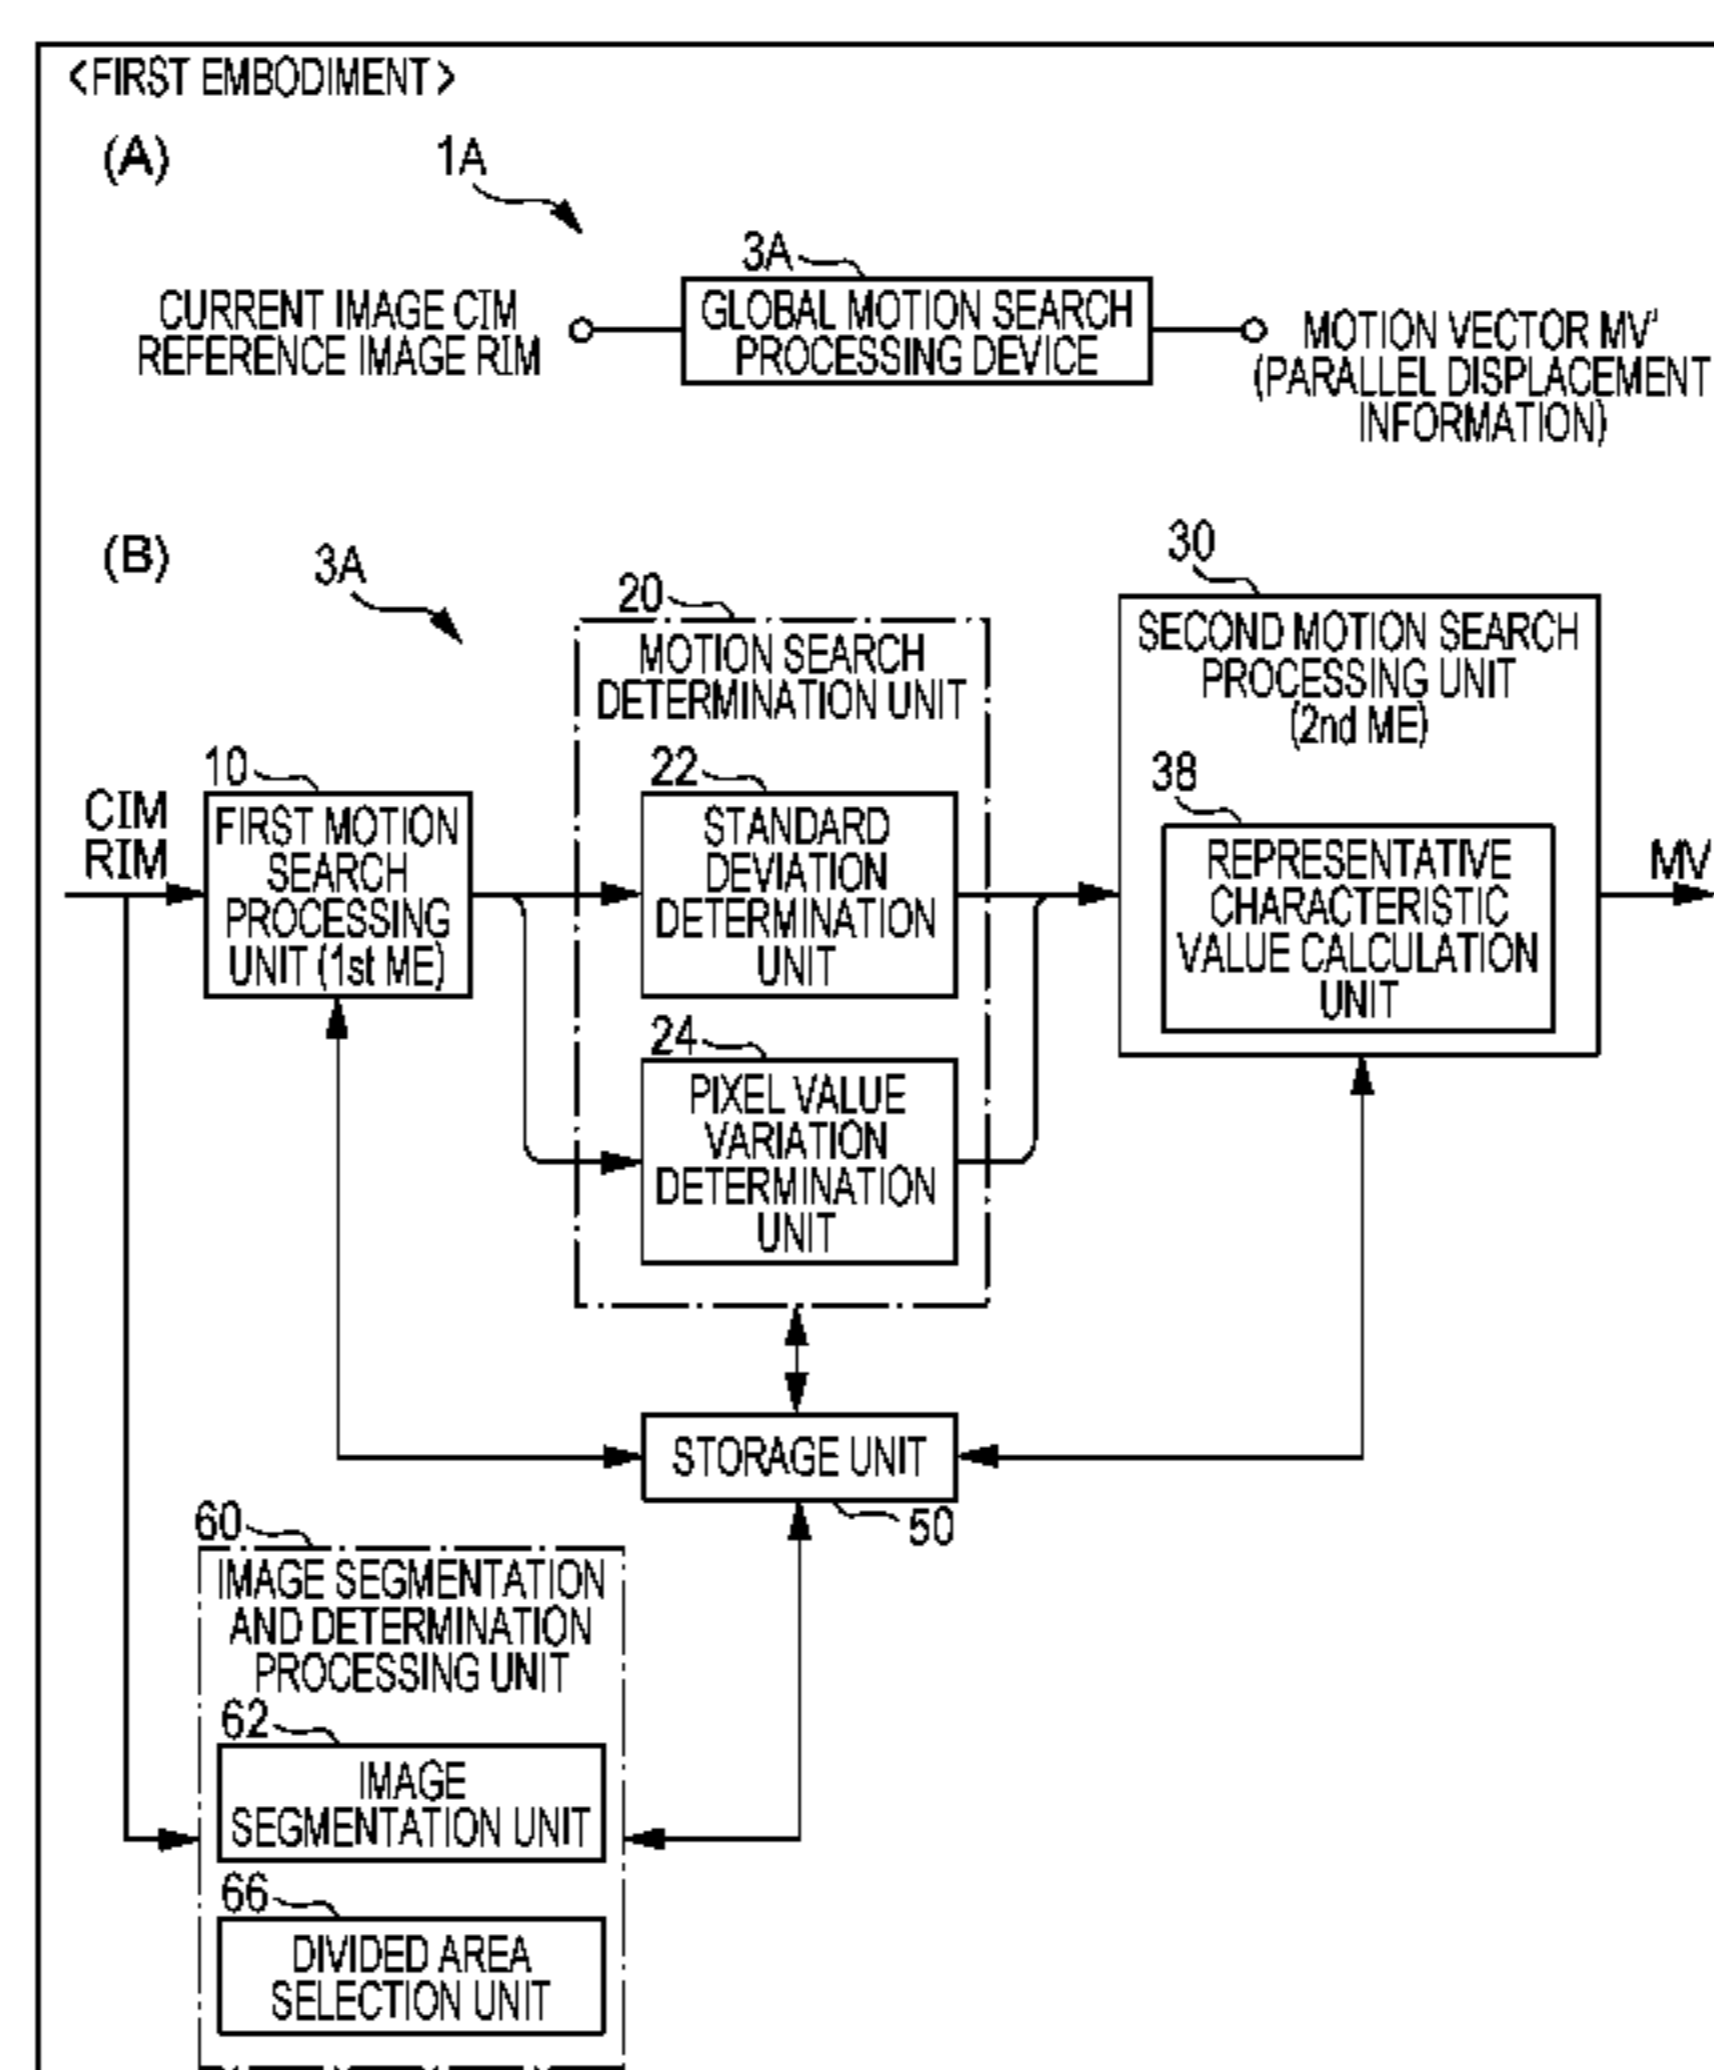 <FIRST EMBODIMENT>
(A)
1A
3A
CURRENT IMAGE CIM
REFERENCE IMAGE RIM
GLOBAL MOTION SEARCH
PROCESSING DEVICE
MOTION VECTOR MV'
(PARALLEL DISPLACEMENT
INFORMATION)
(B)
3A
20
MOTION SEARCH
DETERMINATION UNIT
30
SECOND MOTION SEARCH
PROCESSING UNIT
(2nd ME)
CIM
RIM
10
FIRST MOTION
SEARCH
PROCESSING
UNIT (1st ME)
22
STANDARD
DEVIATION
DETERMINATION
UNIT
24
PIXEL VALUE
VARIATION
DETERMINATION
UNIT
38
REPRESENTATIVE
CHARACTERISTIC
VALUE CALCULATION
UNIT
MV
STORAGE UNIT
50
60
IMAGE SEGMENTATION
AND DETERMINATION
PROCESSING UNIT
62
IMAGE
SEGMENTATION UNIT
66
DIVIDED AREA
SELECTION UNIT